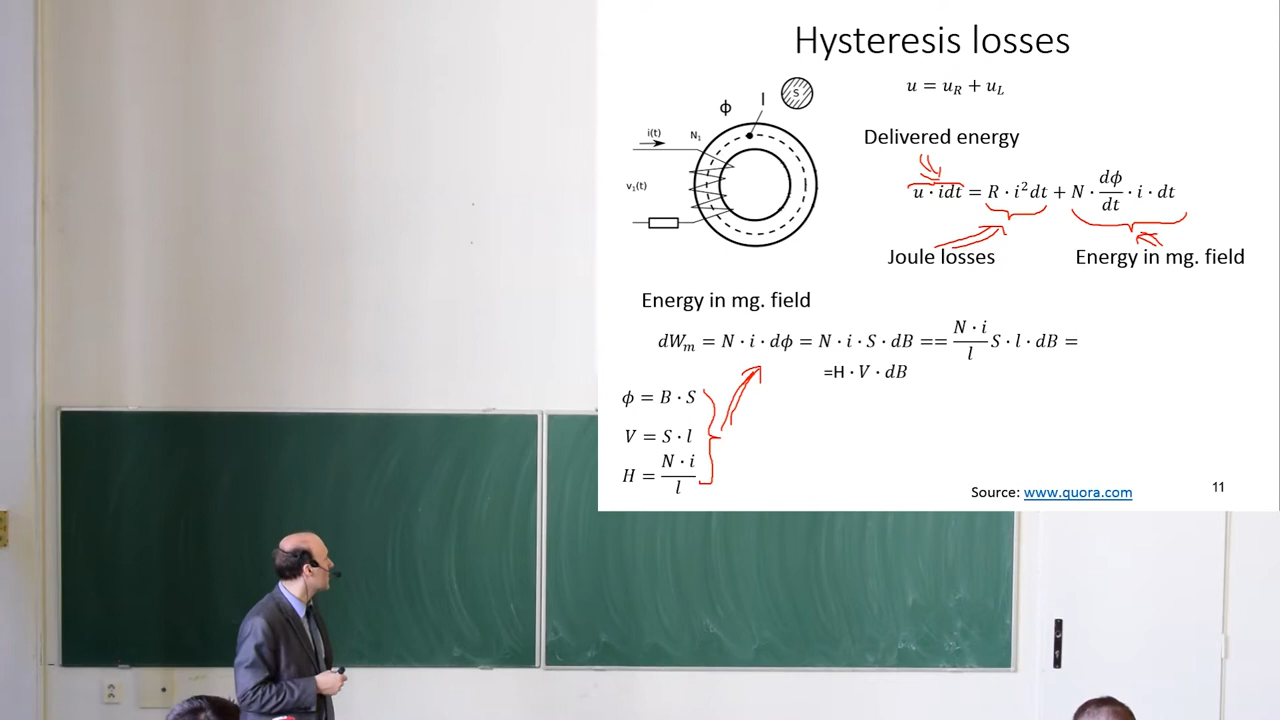 Hysteresis losses
u = u_R + u_L
S
ϕ
l
i(t)
N₁
v₁(t)
Delivered energy
u · idt = R · i²dt + N · dϕ/dt · i · dt
Joule losses
Energy in mg. field
Energy in mg. field
dW_m = N · i · dϕ = N · i · S · dB == N · i/l S · l · dB =
=H · V · dB
ϕ = B · S
V = S · l
H = N · i/l
Source: www.quora.com
11